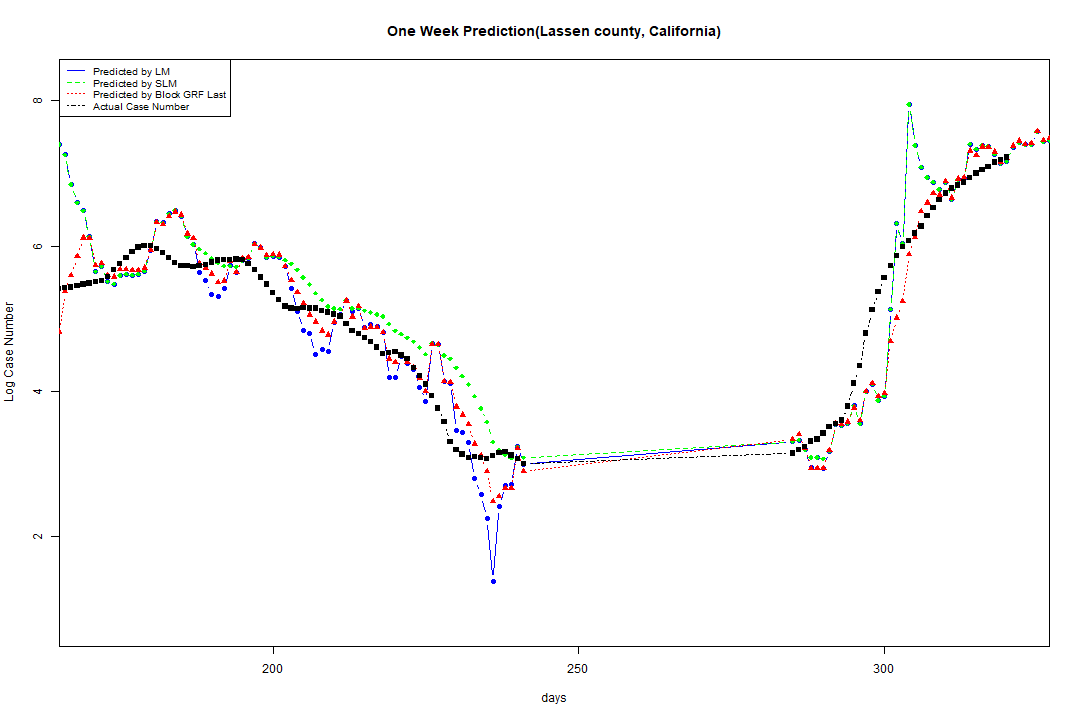 One Week Prediction(Lassen county, California)
Predicted by LM
Predicted by SLM
Predicted by Block GRF Last
Actual Case Number
8
6
4
2
Log Case Number
200 250 300
days